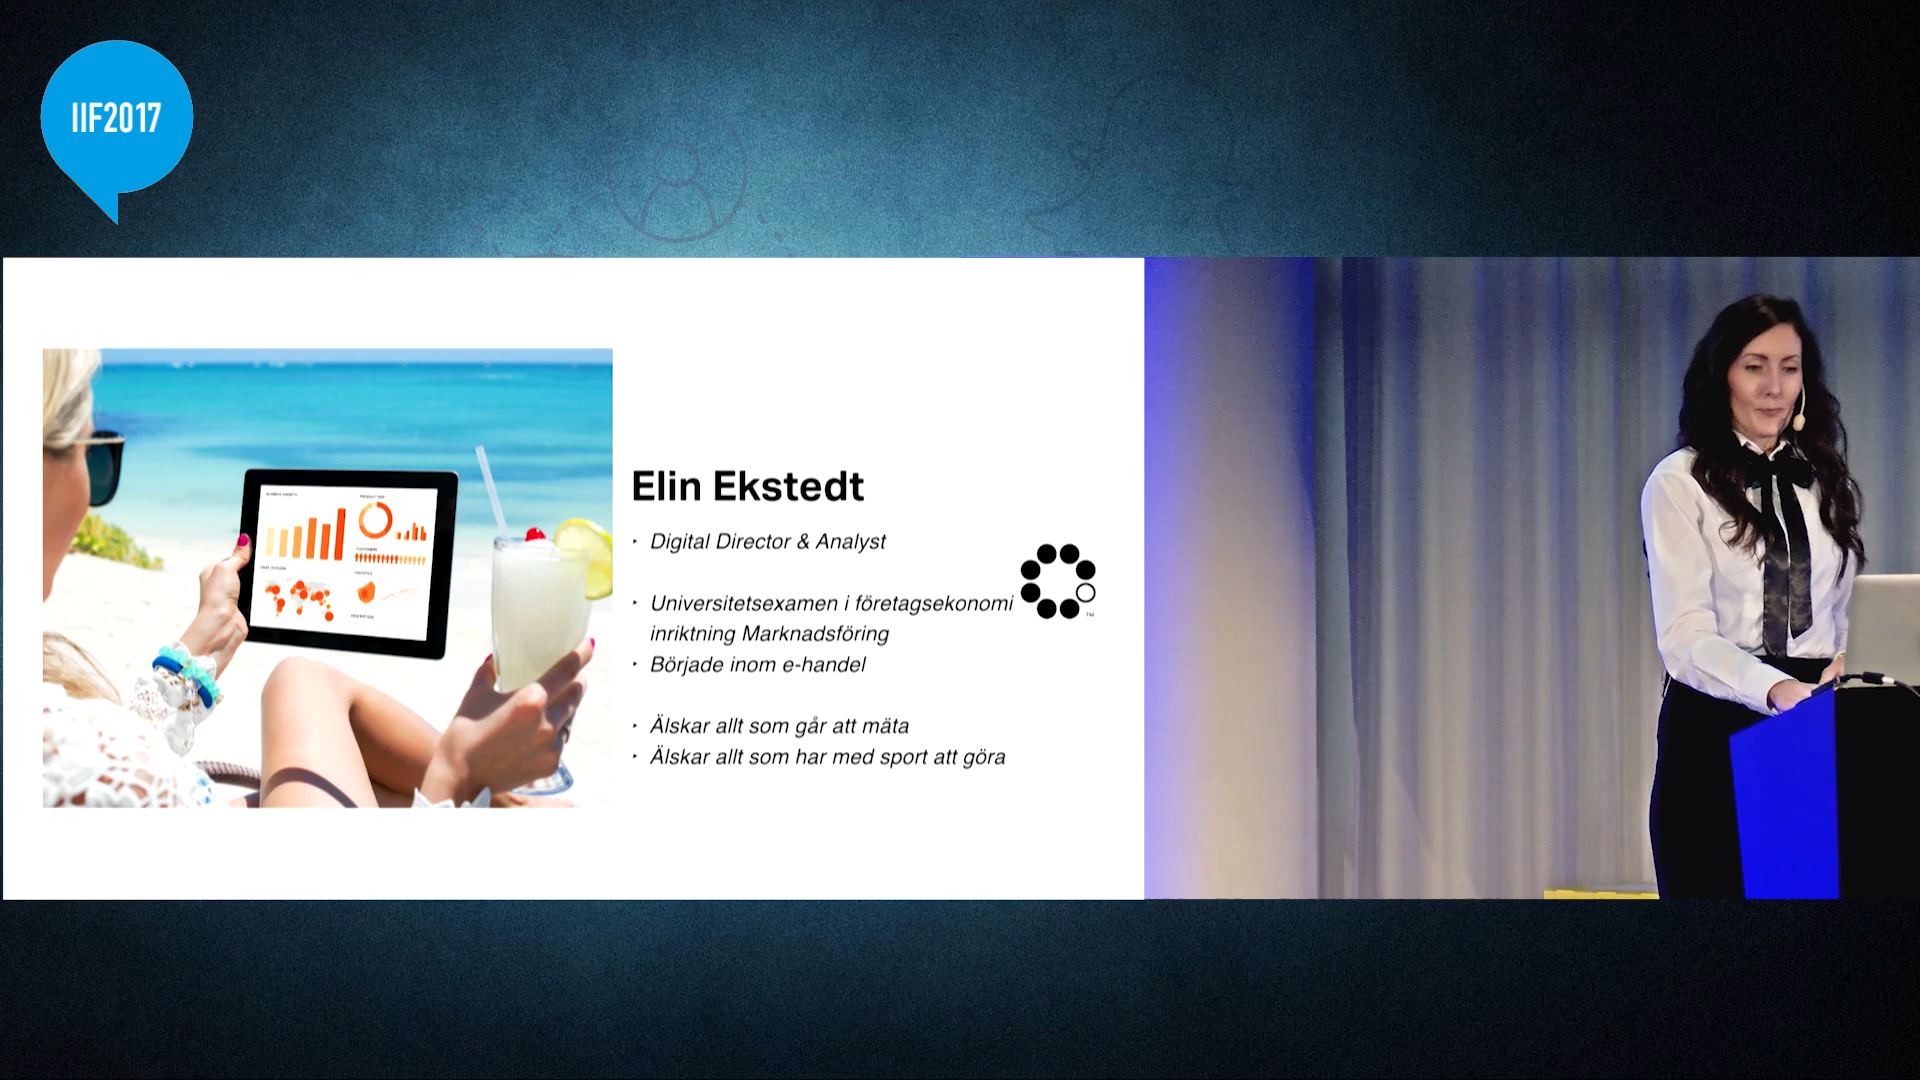 IIF2017
Elin Ekstedt
‣ Digital Director & Analyst
‣ Universitetsexamen i företagsekonomi
inriktning Marknadsföring
‣ Började inom e-handel
‣ Älskar allt som går att mäta
‣ Älskar allt som har med sport att göra
TM